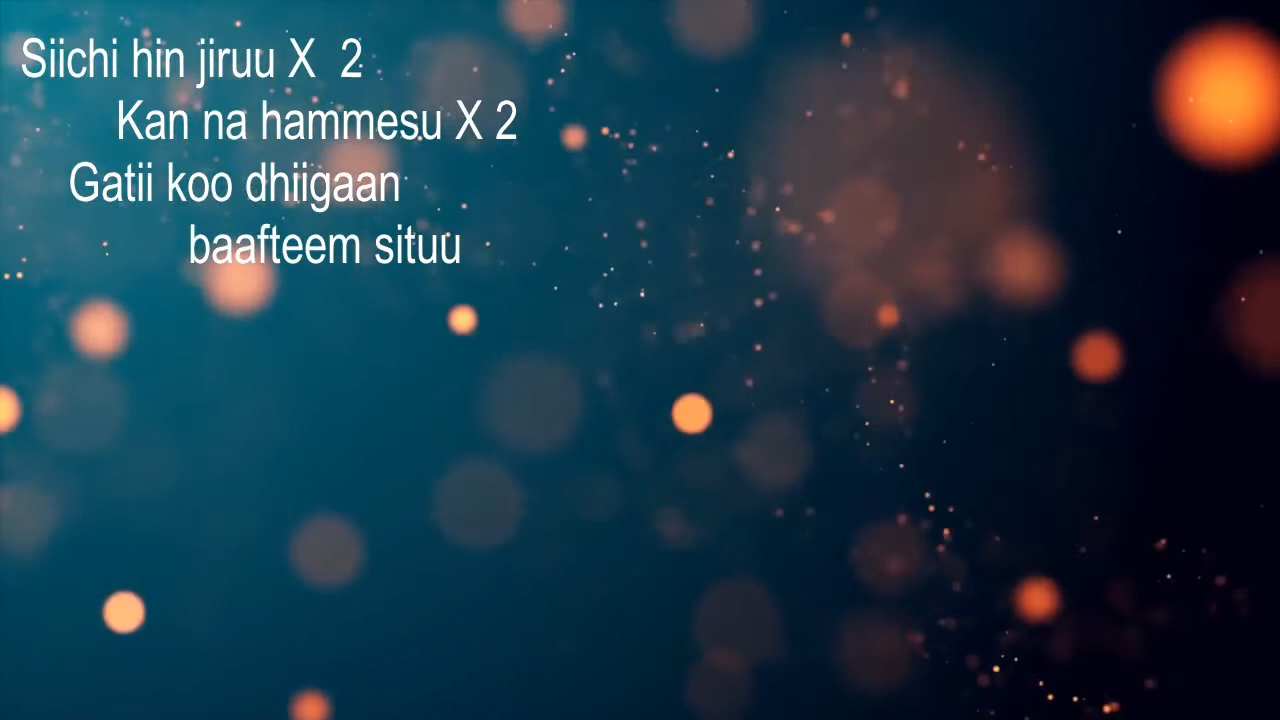 Siichi hin jiruu X  2
Kan na hammesu X 2
Gatii koo dhiigaan
baafteem situu